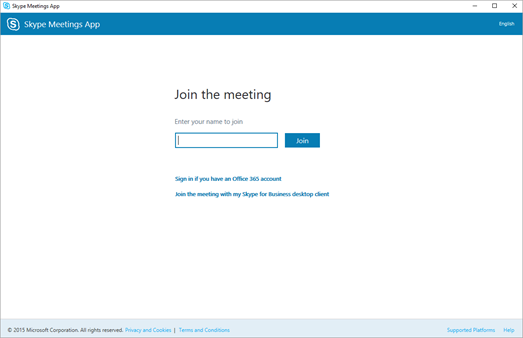 Skype Meetings App
Skype Meetings App English
Join the meeting
Enter your name to join
Join
Sign in if you have an Office 365 account
Join the meeting with my Skype for Business desktop client
© 2015 Microsoft Corporation. All rights reserved. Privacy and Cookies | Terms and Conditions Supported Platforms Help